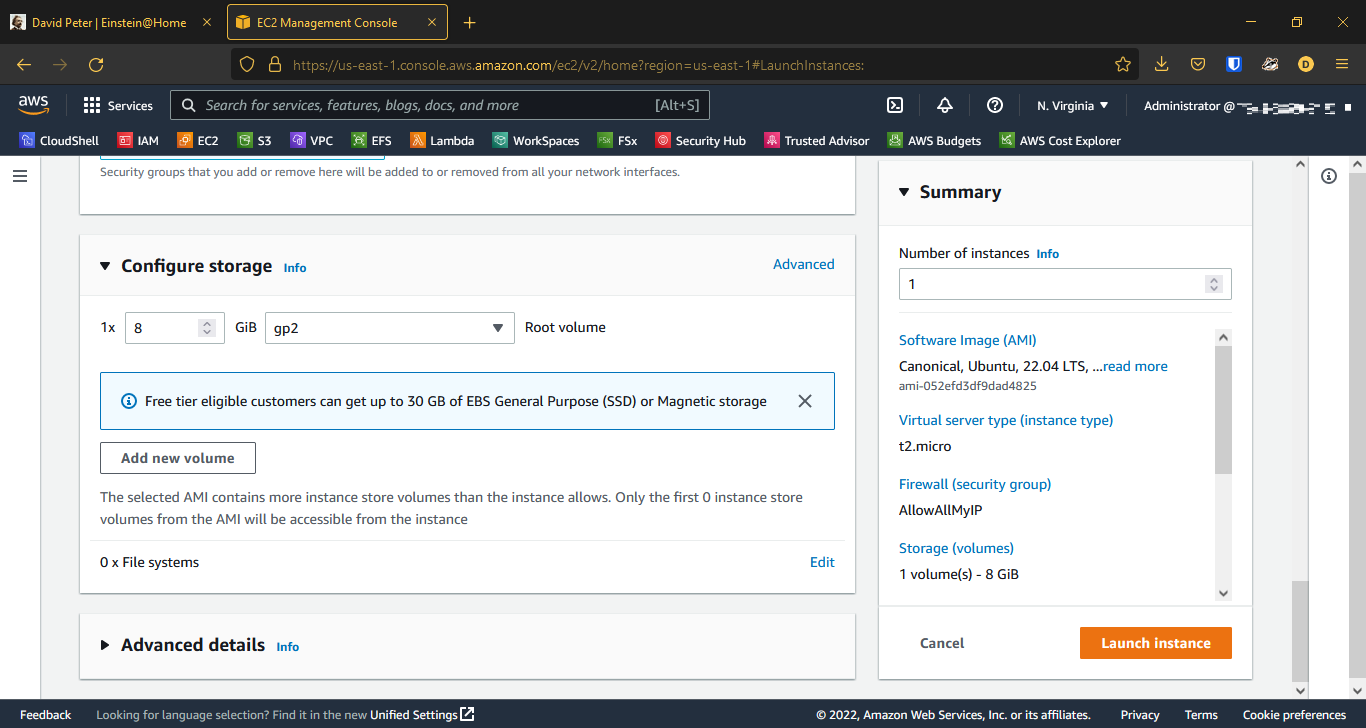 David Peter | Einstein@Home
EC2 Management Console
https://us-east-1.console.aws.amazon.com/ec2/v2/home?region=us-east-1#LaunchInstances:
D
aws
Services
Search for services, features, blogs, docs, and more
[Alt+S]
N. Virginia
Administrator @
CloudShell
IAM
EC2
S3
VPC
EFS
Lambda
WorkSpaces
FSx
Security Hub
Trusted Advisor
AWS Budgets
AWS Cost Explorer
Security groups that you add or remove here will be added to or removed from all your network interfaces.
Configure storage Info
Advanced
1x 8 GiB gp2 Root volume
Free tier eligible customers can get up to 30 GB of EBS General Purpose (SSD) or Magnetic storage
Add new volume
The selected AMI contains more instance store volumes than the instance allows. Only the first 0 instance store
volumes from the AMI will be accessible from the instance
0 x File systems
Edit
Advanced details Info
Summary
Number of instances Info
1
Software Image (AMI)
Canonical, Ubuntu, 22.04 LTS, ...read more
ami-052efd3df9dad4825
Virtual server type (instance type)
t2.micro
Firewall (security group)
AllowAllMyIP
Storage (volumes)
1 volume(s) - 8 GiB
Cancel
Launch instance
Feedback
Looking for language selection? Find it in the new Unified Settings
© 2022, Amazon Web Services, Inc. or its affiliates.
Privacy
Terms
Cookie preferences